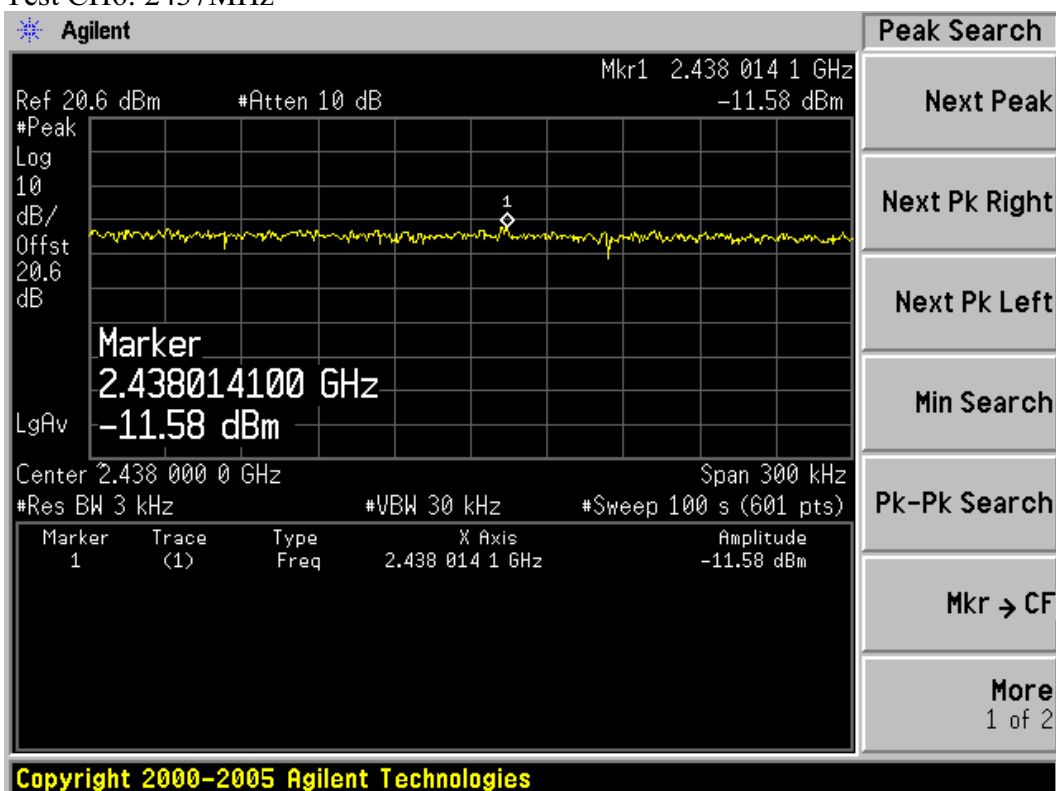 Test CH6: 2437MHz
Agilent
Peak Search
Mkr1 2.438 014 1 GHz
Ref 20.6 dBm #Atten 10 dB -11.58 dBm
#Peak
Log
10
dB/
Offst
20.6
dB
1
Marker
2.438014100 GHz
-11.58 dBm
LgAv
Center 2.438 000 0 GHz Span 300 kHz
#Res BW 3 kHz #VBW 30 kHz #Sweep 100 s (601 pts)
Marker Trace Type X Axis Amplitude
1 (1) Freq 2.438 014 1 GHz -11.58 dBm
Next Peak
Next Pk Right
Next Pk Left
Min Search
Pk-Pk Search
Mkr → CF
More
1 of 2
Copyright 2000-2005 Agilent Technologies